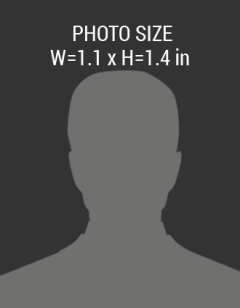 PHOTO SIZE
W=1.1 x H=1.4 in